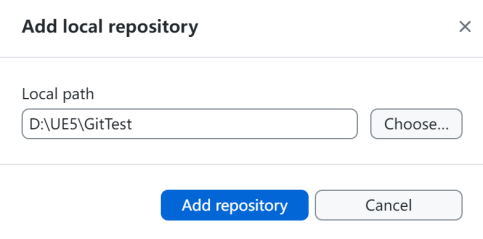 Add local repository
Local path
D:\UE5\GitTest
Choose...
Add repository
Cancel